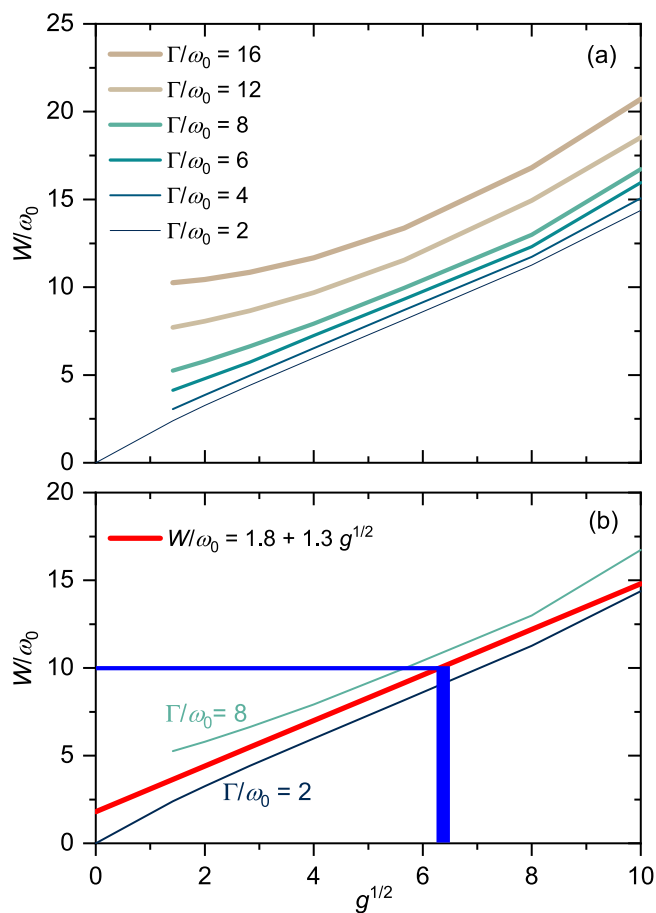 25
20
15
10
5
0
W/ω₀
(a)
Γ/ω₀ = 16
Γ/ω₀ = 12
Γ/ω₀ = 8
Γ/ω₀ = 6
Γ/ω₀ = 4
Γ/ω₀ = 2
20
15
10
5
0
W/ω₀
(b)
W/ω₀ = 1.8 + 1.3 g^{1/2}
Γ/ω₀= 8
Γ/ω₀ = 2
0 2 4 6 8 10
g^{1/2}